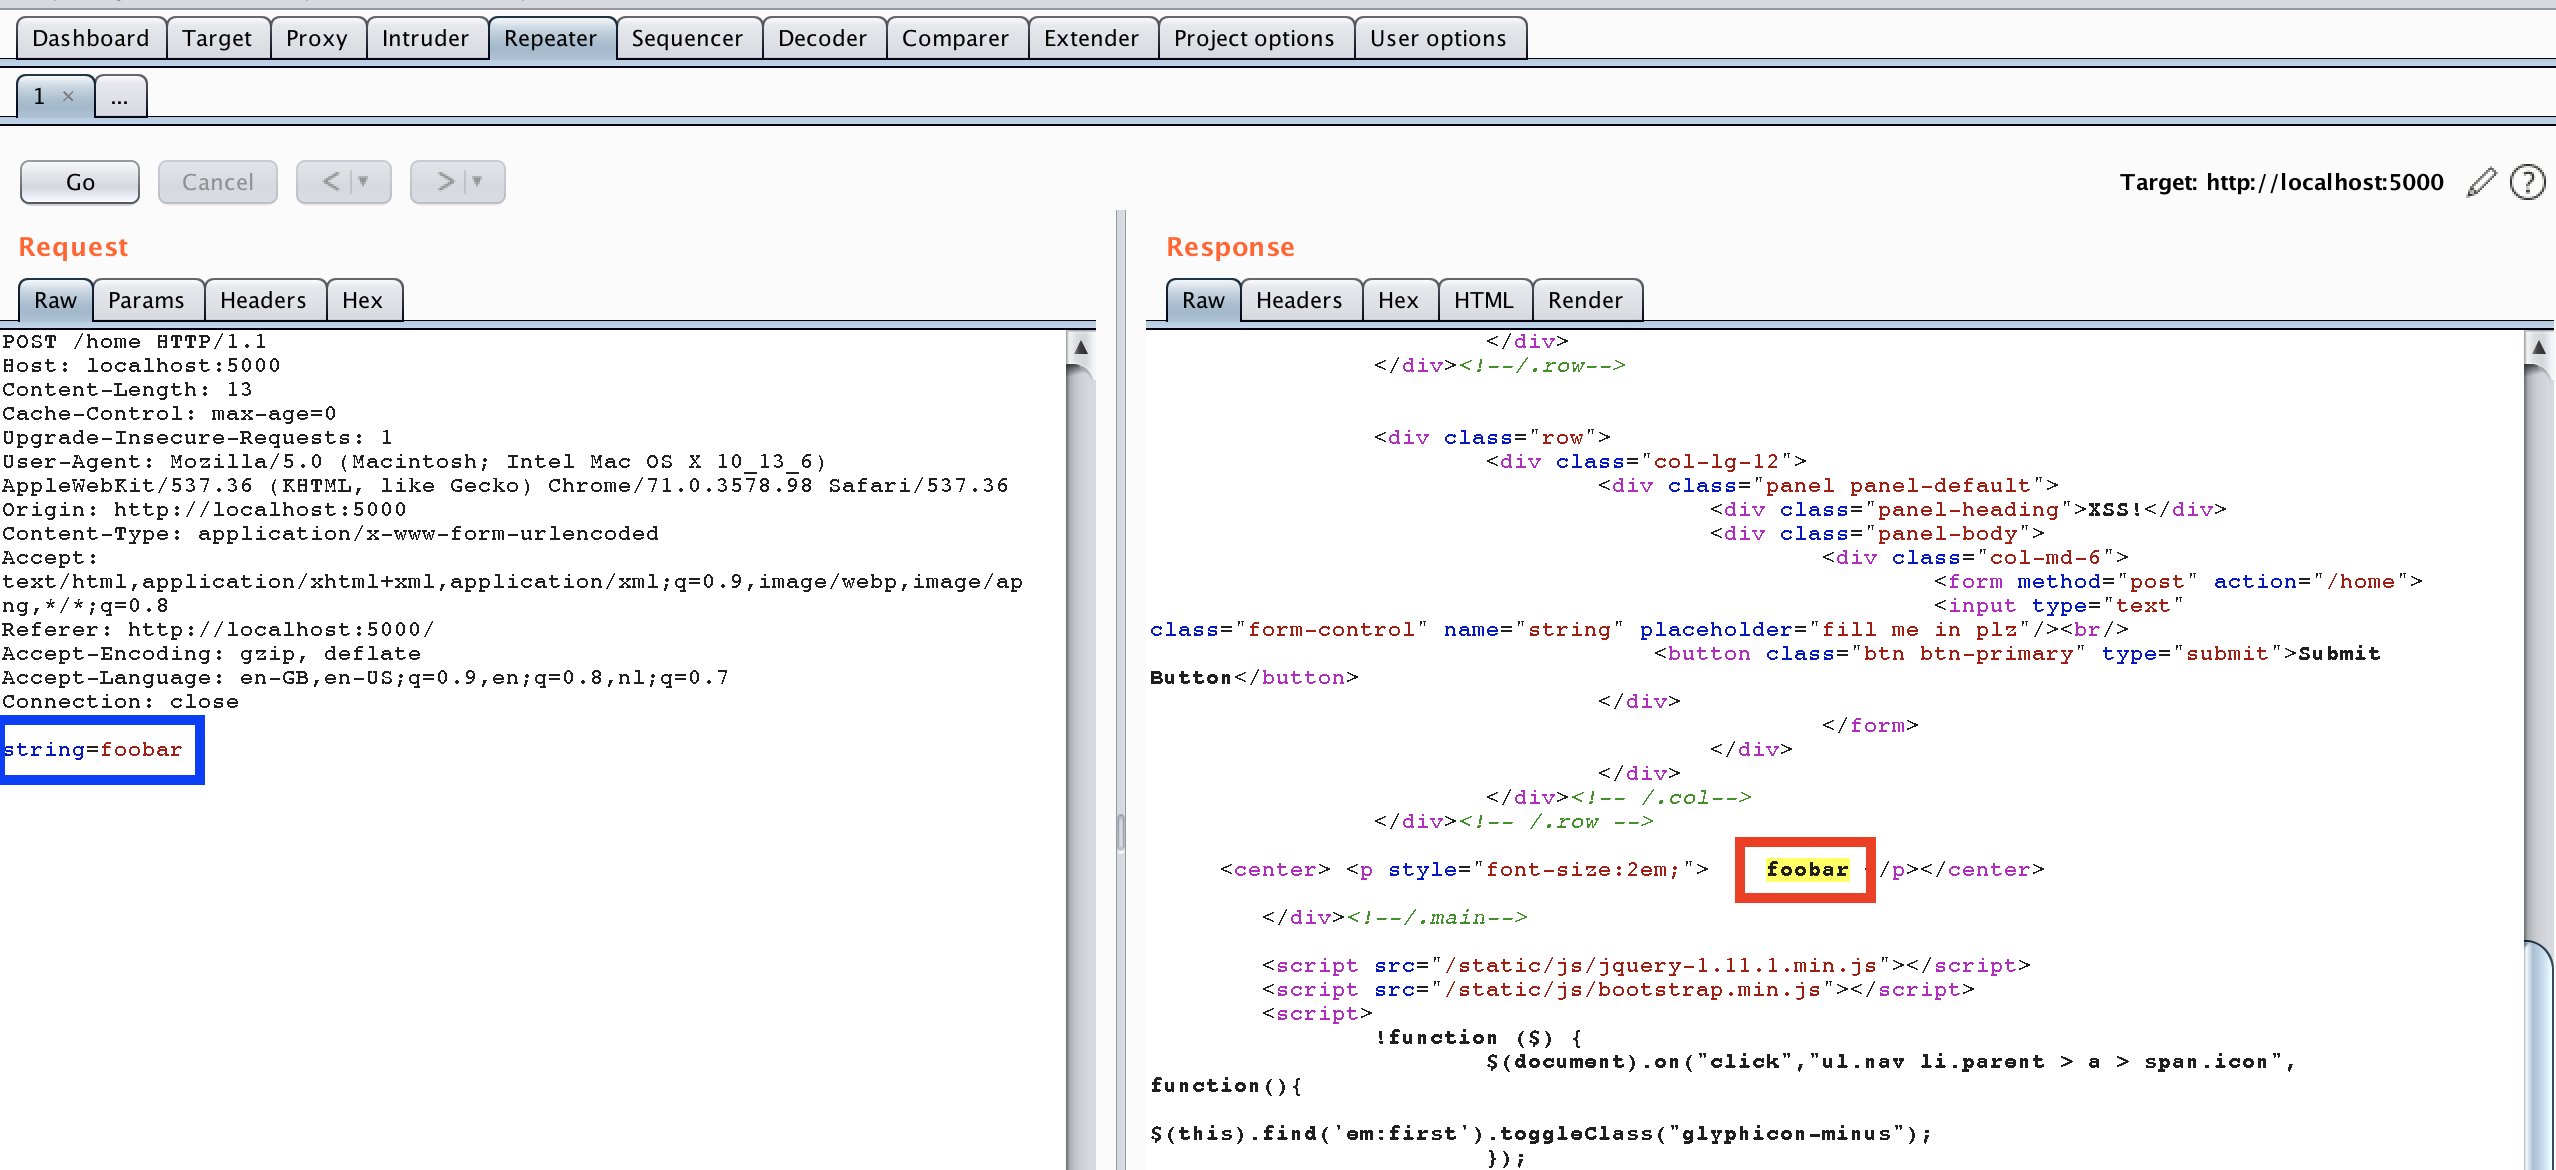 Dashboard Target Proxy Intruder Repeater Sequencer Decoder Comparer Extender Project options User options
1 × ...
Go Cancel < > Target: http://localhost:5000 ?
Request
Raw Params Headers Hex
POST /home HTTP/1.1
Host: localhost:5000
Content-Length: 13
Cache-Control: max-age=0
Upgrade-Insecure-Requests: 1
User-Agent: Mozilla/5.0 (Macintosh; Intel Mac OS X 10_13_6)
AppleWebKit/537.36 (KHTML, like Gecko) Chrome/71.0.3578.98 Safari/537.36
Origin: http://localhost:5000
Content-Type: application/x-www-form-urlencoded
Accept:
text/html,application/xhtml+xml,application/xml;q=0.9,image/webp,image/ap
ng,*/*;q=0.8
Referer: http://localhost:5000/
Accept-Encoding: gzip, deflate
Accept-Language: en-GB,en-US;q=0.9,en;q=0.8,nl;q=0.7
Connection: close
string=foobar
Response
Raw Headers Hex HTML Render
</div>
</div><!--/.row-->
<div class="row">
<div class="col-lg-12">
<div class="panel panel-default">
<div class="panel-heading">XSS!</div>
<div class="panel-body">
<div class="col-md-6">
<form method="post" action="/home">
<input type="text"
class="form-control" name="string" placeholder="fill me in plz"/><br/>
<button class="btn btn-primary" type="submit">Submit
Button</button>
</div>
</form>
</div>
</div>
</div><!-- /.col-->
</div><!-- /.row -->
<center> <p style="font-size:2em;"> foobar /p></center>
</div><!--/.main-->
<script src="/static/js/jquery-1.11.1.min.js"></script>
<script src="/static/js/bootstrap.min.js"></script>
<script>
!function ($) {
$(document).on("click","ul.nav li.parent > a > span.icon",
function(){
$(this).find('em:first').toggleClass("glyphicon-minus");
});